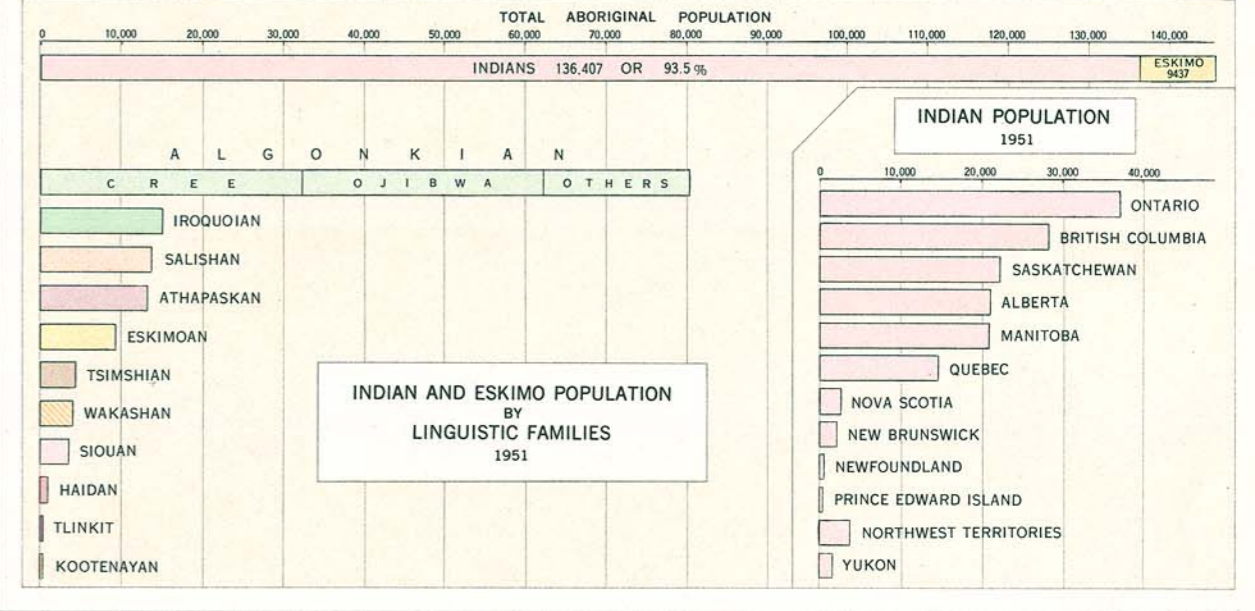 TOTAL ABORIGINAL POPULATION
0 10,000 20,000 30,000 40,000 50,000 60,000 70,000 80,000 90,000 100,000 110,000 120,000 130,000 140,000
INDIANS 136,407 OR 93.5 %
ESKIMO
9437
ALGONKIAN
CREE OJIBWA OTHERS
IROQUOIAN
SALISHAN
ATHAPASKAN
ESKIMOAN
TSIMSHIAN
WAKASHAN
SIOUAN
HAIDAN
TLINKIT
KOOTENAYAN
INDIAN AND ESKIMO POPULATION
BY
LINGUISTIC FAMILIES
1951
INDIAN POPULATION
1951
0 10,000 20,000 30,000 40,000
ONTARIO
BRITISH COLUMBIA
SASKATCHEWAN
ALBERTA
MANITOBA
QUEBEC
NOVA SCOTIA
NEW BRUNSWICK
NEWFOUNDLAND
PRINCE EDWARD ISLAND
NORTHWEST TERRITORIES
YUKON